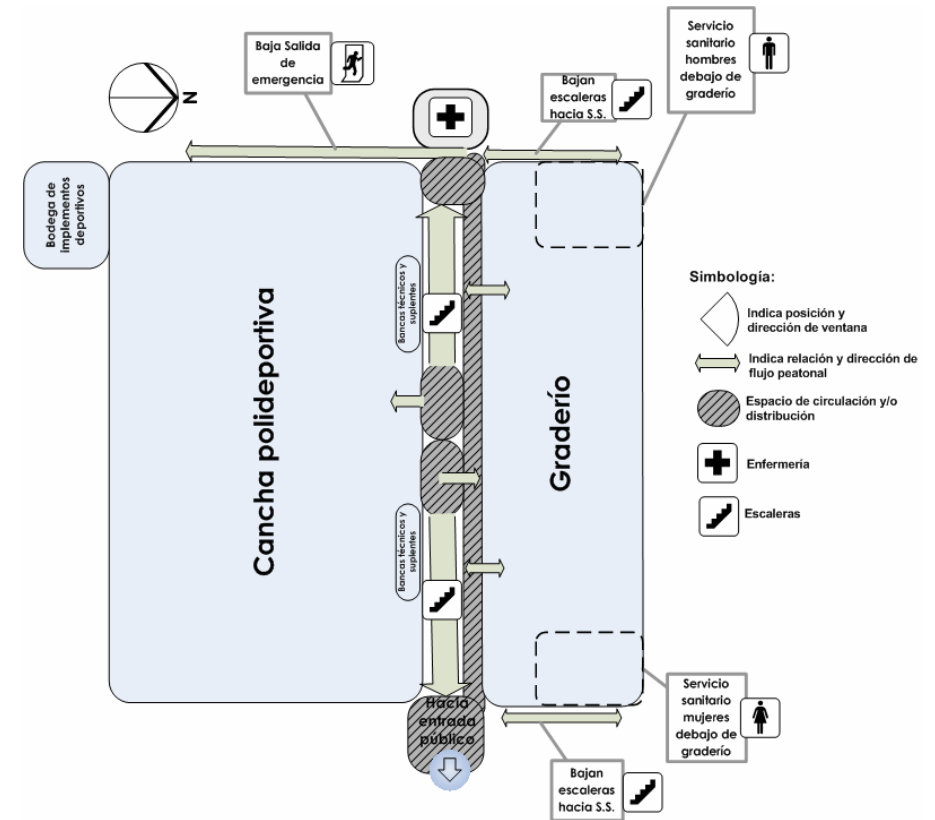 Baja Salida
de
emergencia
Servicio
sanitario
hombres
debajo de
graderío
Bajan
escaleras
hacia S.S.
N
Bodega de
implementos
deportivos
Bancas técnicos y
suplentes
Cancha polideportiva
Graderío
Bancas técnicos y
suplentes
Simbología:
Indica posición y
dirección de ventana
Indica relación y dirección de
flujo peatonal
Espacio de circulación y/o
distribución
Enfermería
Escaleras
Hacia
entrada
público
Servicio
sanitario
mujeres
debajo de
graderío
Bajan
escaleras
hacia S.S.